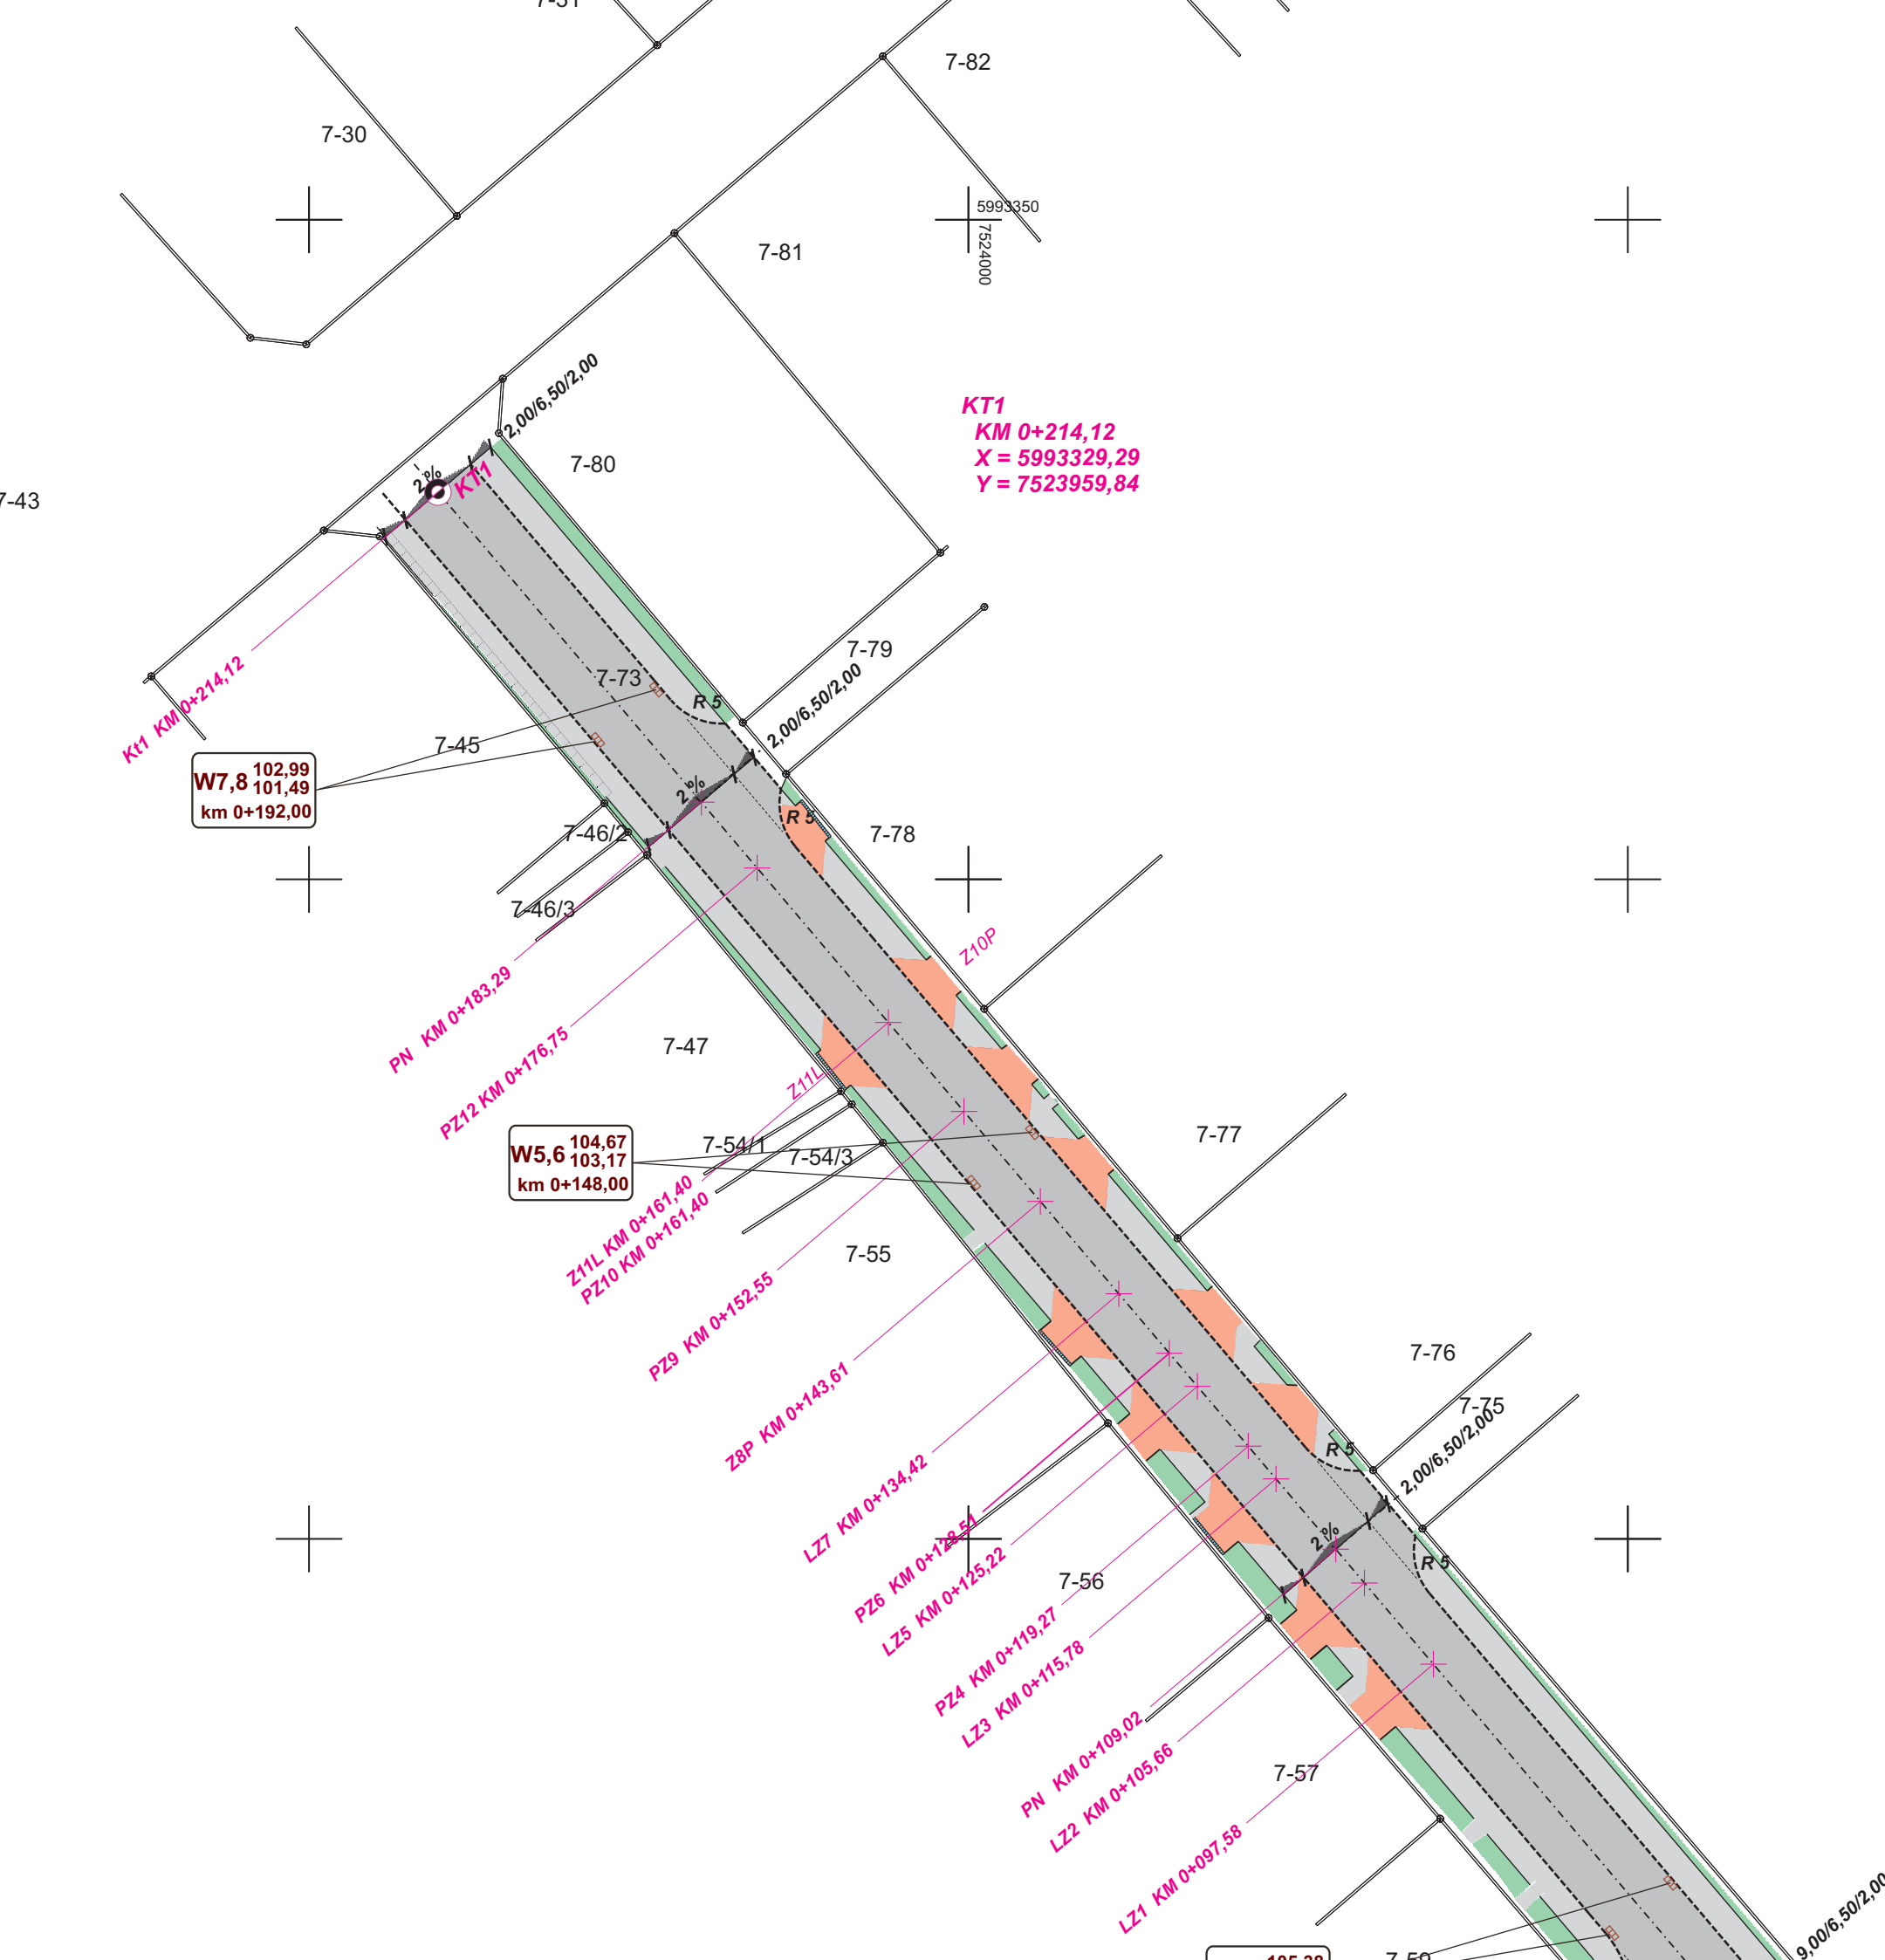 7-82
7-30
5993350
7524000
7-81
2,00/6,50/2,00
KT1
KM 0+214,12
X = 5993329,29
Y = 7523959,84
7-80
2 %
KT1
7-43
7-79
Kt1 KM 0+214,12
7-73
R 5
2,00/6,50/2,00
7-45
W7,8 102,99
101,49
km 0+192,00
2 %
R 5
7-78
7-46/2
7-46/3
Z10P
PN KM 0+183,29
PZ12 KM 0+176,75
7-47
Z11L
7-77
W5,6 104,67
103,17
km 0+148,00
7-54/1
7-54/3
Z11L KM 0+161,40
PZ10 KM 0+161,40
7-55
PZ9 KM 0+152,55
Z8P KM 0+143,61
7-76
7-75
2,00/6,50/2,00
R 5
LZ7 KM 0+134,42
2 %
R 5
PZ6 KM 0+128,51
LZ5 KM 0+125,22
7-56
PZ4 KM 0+119,27
LZ3 KM 0+115,78
PN KM 0+109,02
LZ2 KM 0+105,66
7-57
LZ1 KM 0+097,58
9,00/6,50/2,00